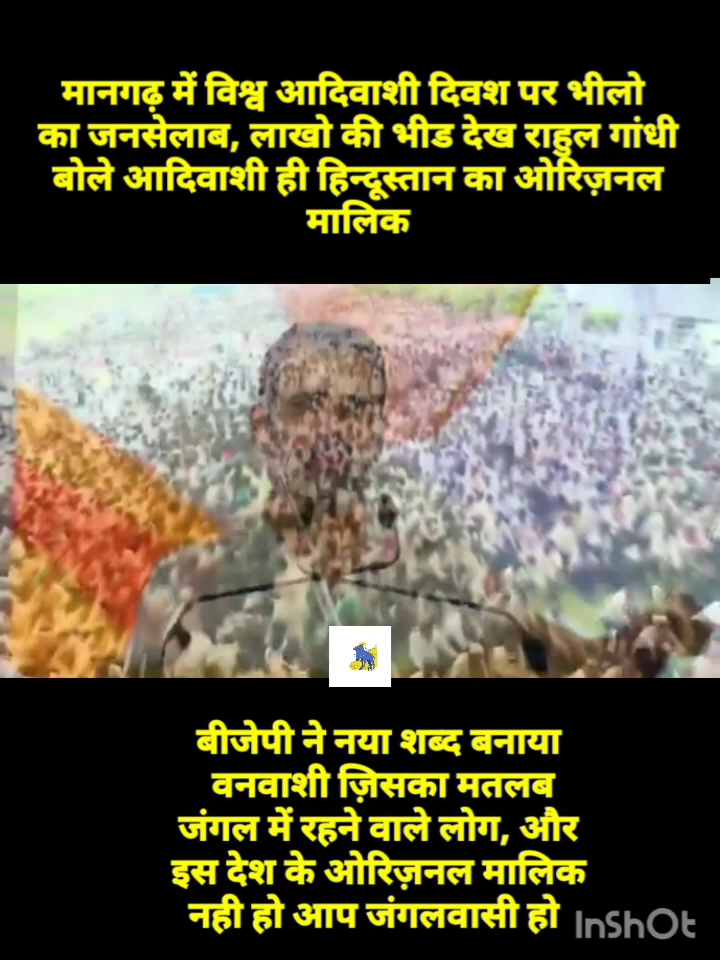 मानगढ़ में विश्व आदिवाशी दिवश पर भीलो
का जनसेलाब, लाखो की भीड देख राहुल गांधी
बोले आदिवाशी ही हिन्दूस्तान का ओरिज़नल
मालिक
बीजेपी ने नया शब्द बनाया
वनवाशी ज़िसका मतलब
जंगल में रहने वाले लोग, और
इस देश के ओरिज़नल मालिक
नही हो आप जंगलवासी हो
InShOt